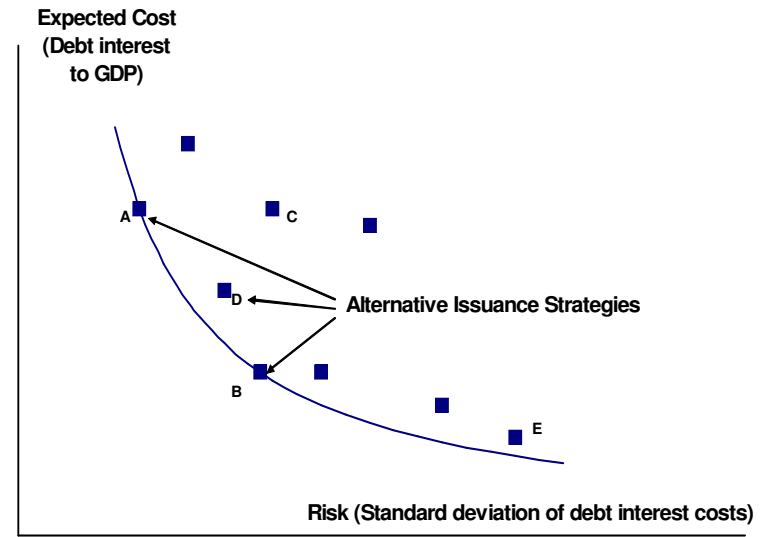 Expected Cost
(Debt interest
to GDP)
A
C
D
Alternative Issuance Strategies
B
E
Risk (Standard deviation of debt interest costs)